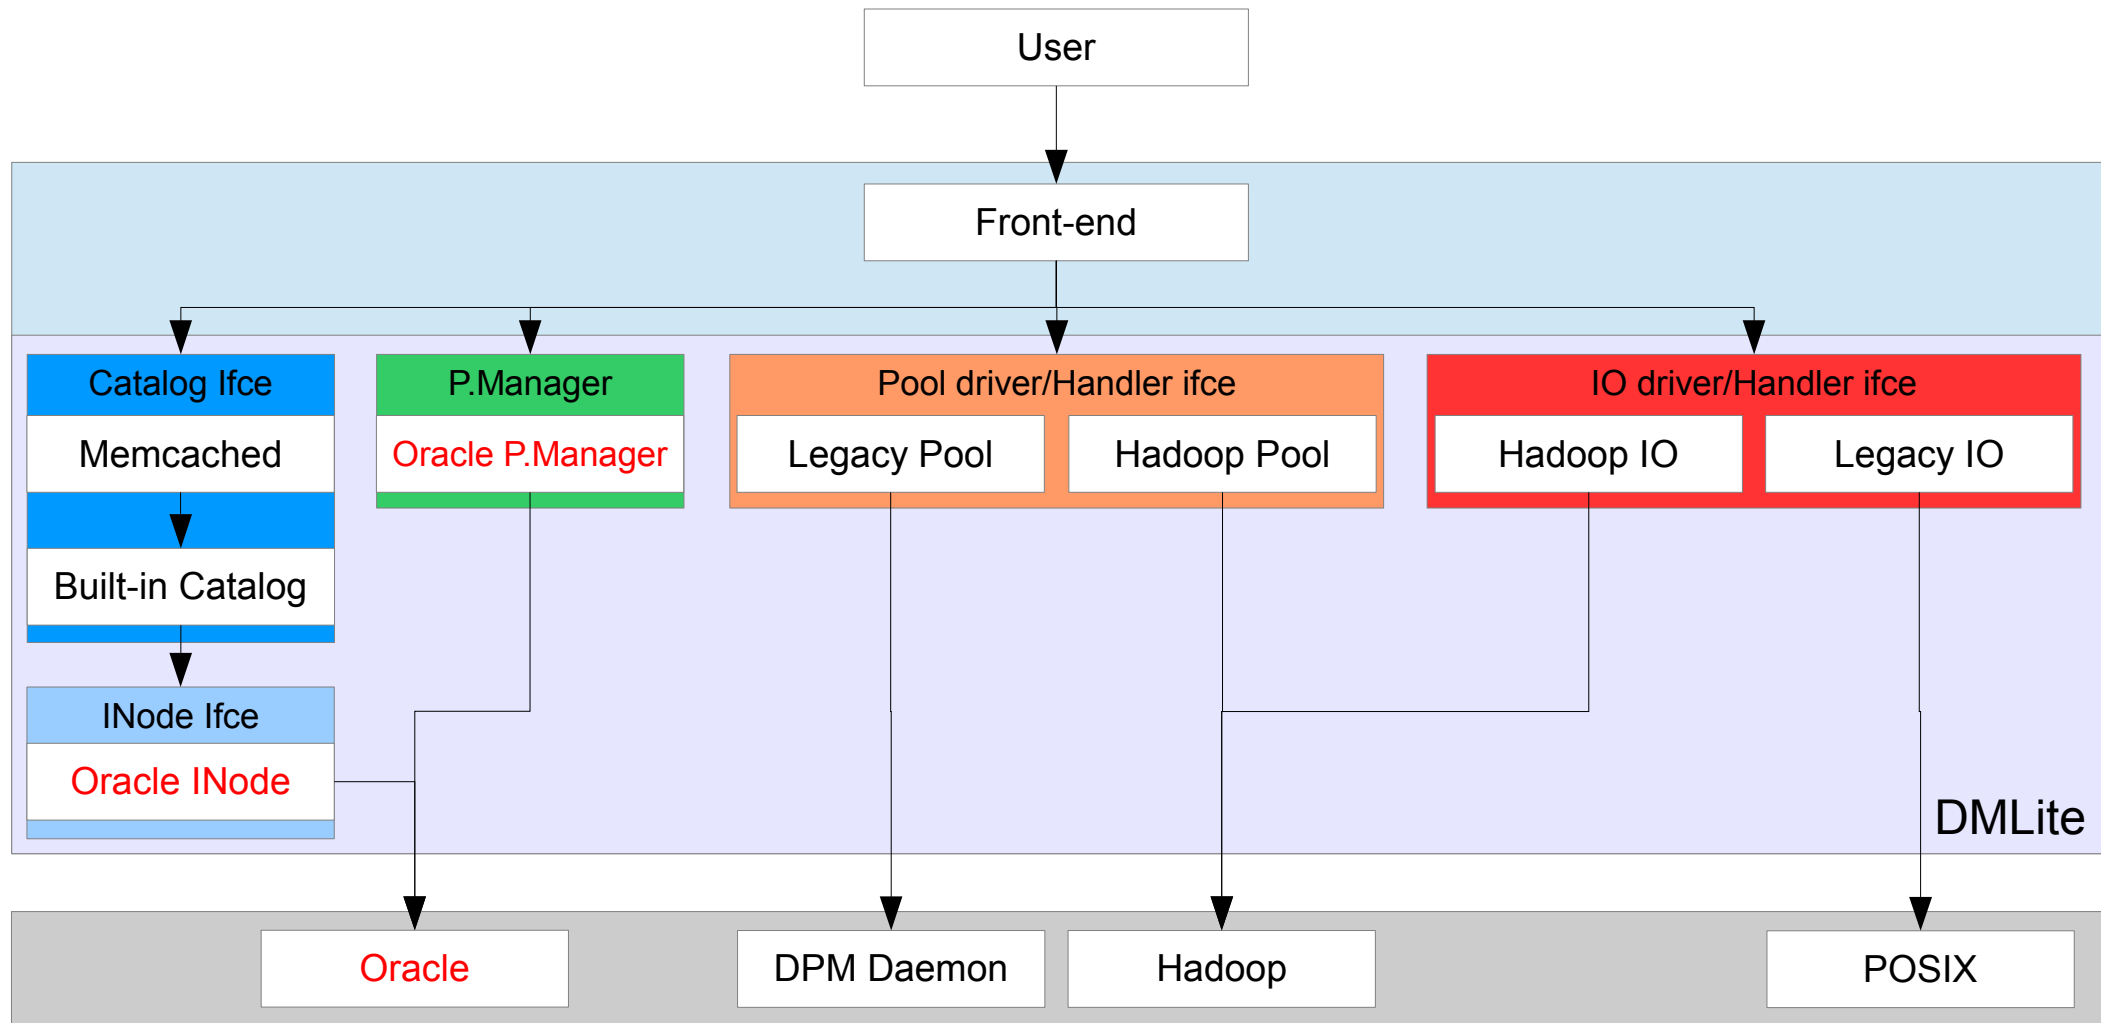 User
Front-end
Catalog Ifce
P.Manager
Pool driver/Handler ifce
IO driver/Handler ifce
Memcached
Oracle P.Manager
Legacy Pool
Hadoop Pool
Hadoop IO
Legacy IO
Built-in Catalog
INode Ifce
Oracle INode
DMLite
Oracle
DPM Daemon
Hadoop
POSIX